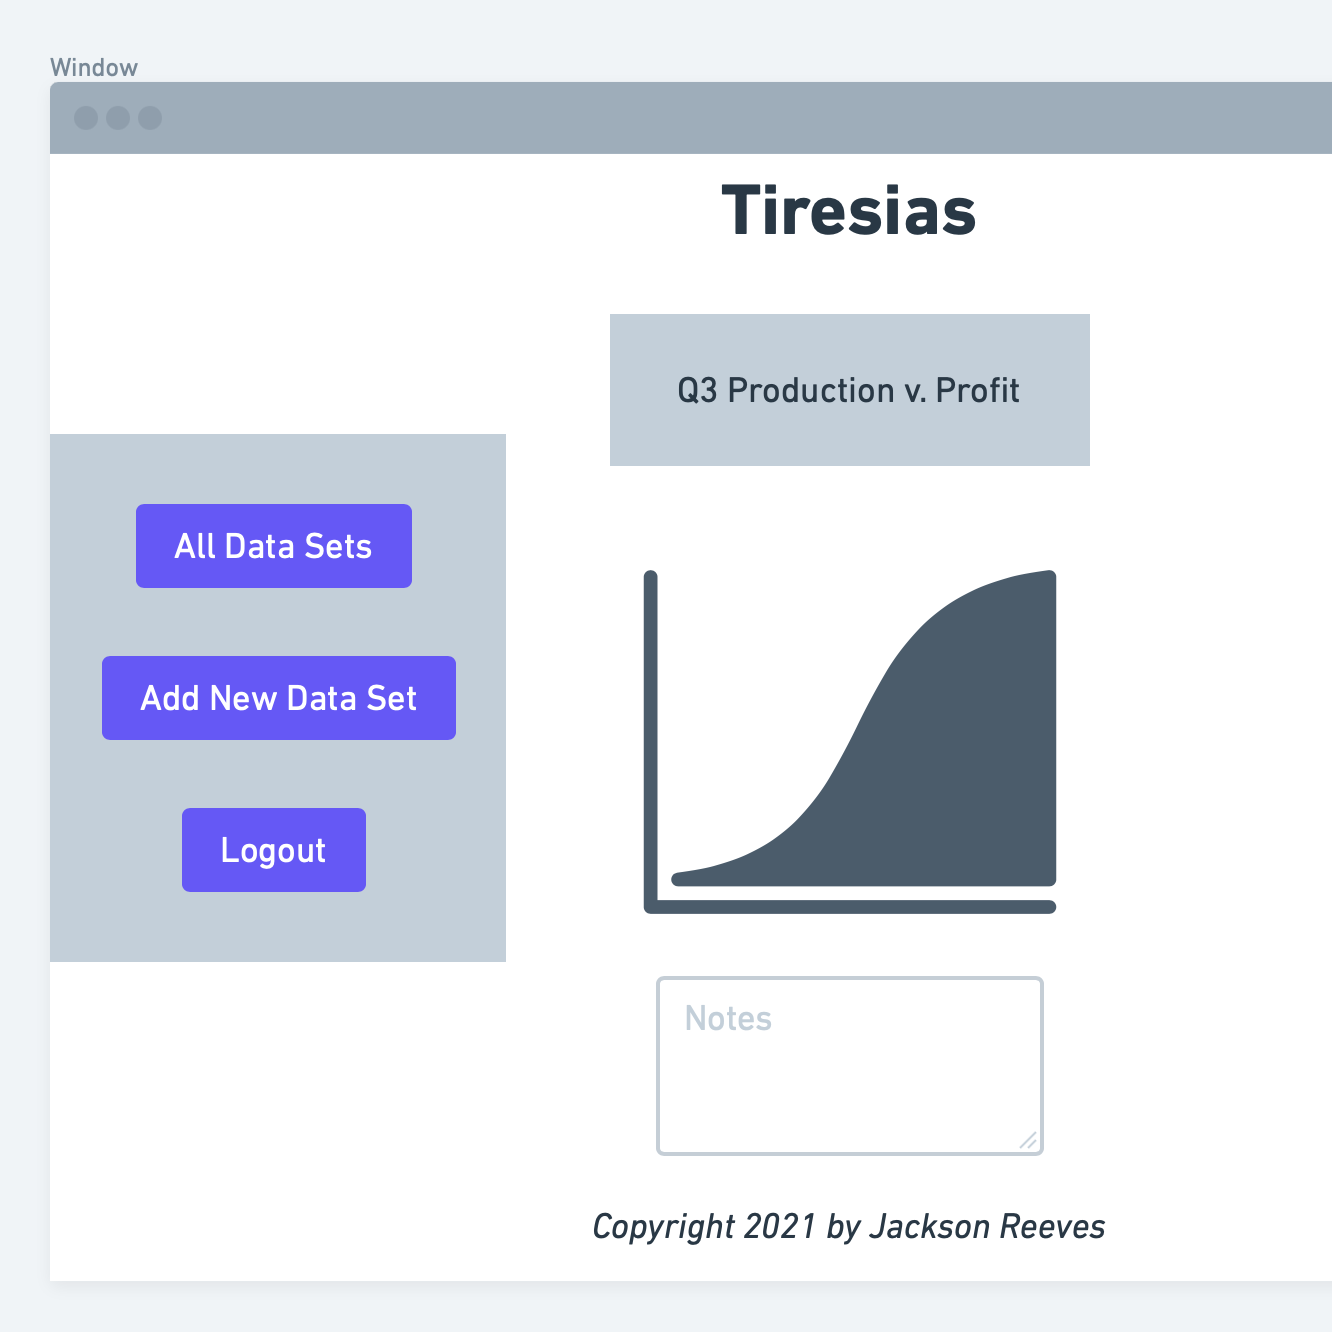 Window
Tiresias
Q3 Production v. Profit
All Data Sets
Add New Data Set
Logout
Notes
Copyright 2021 by Jackson Reeves